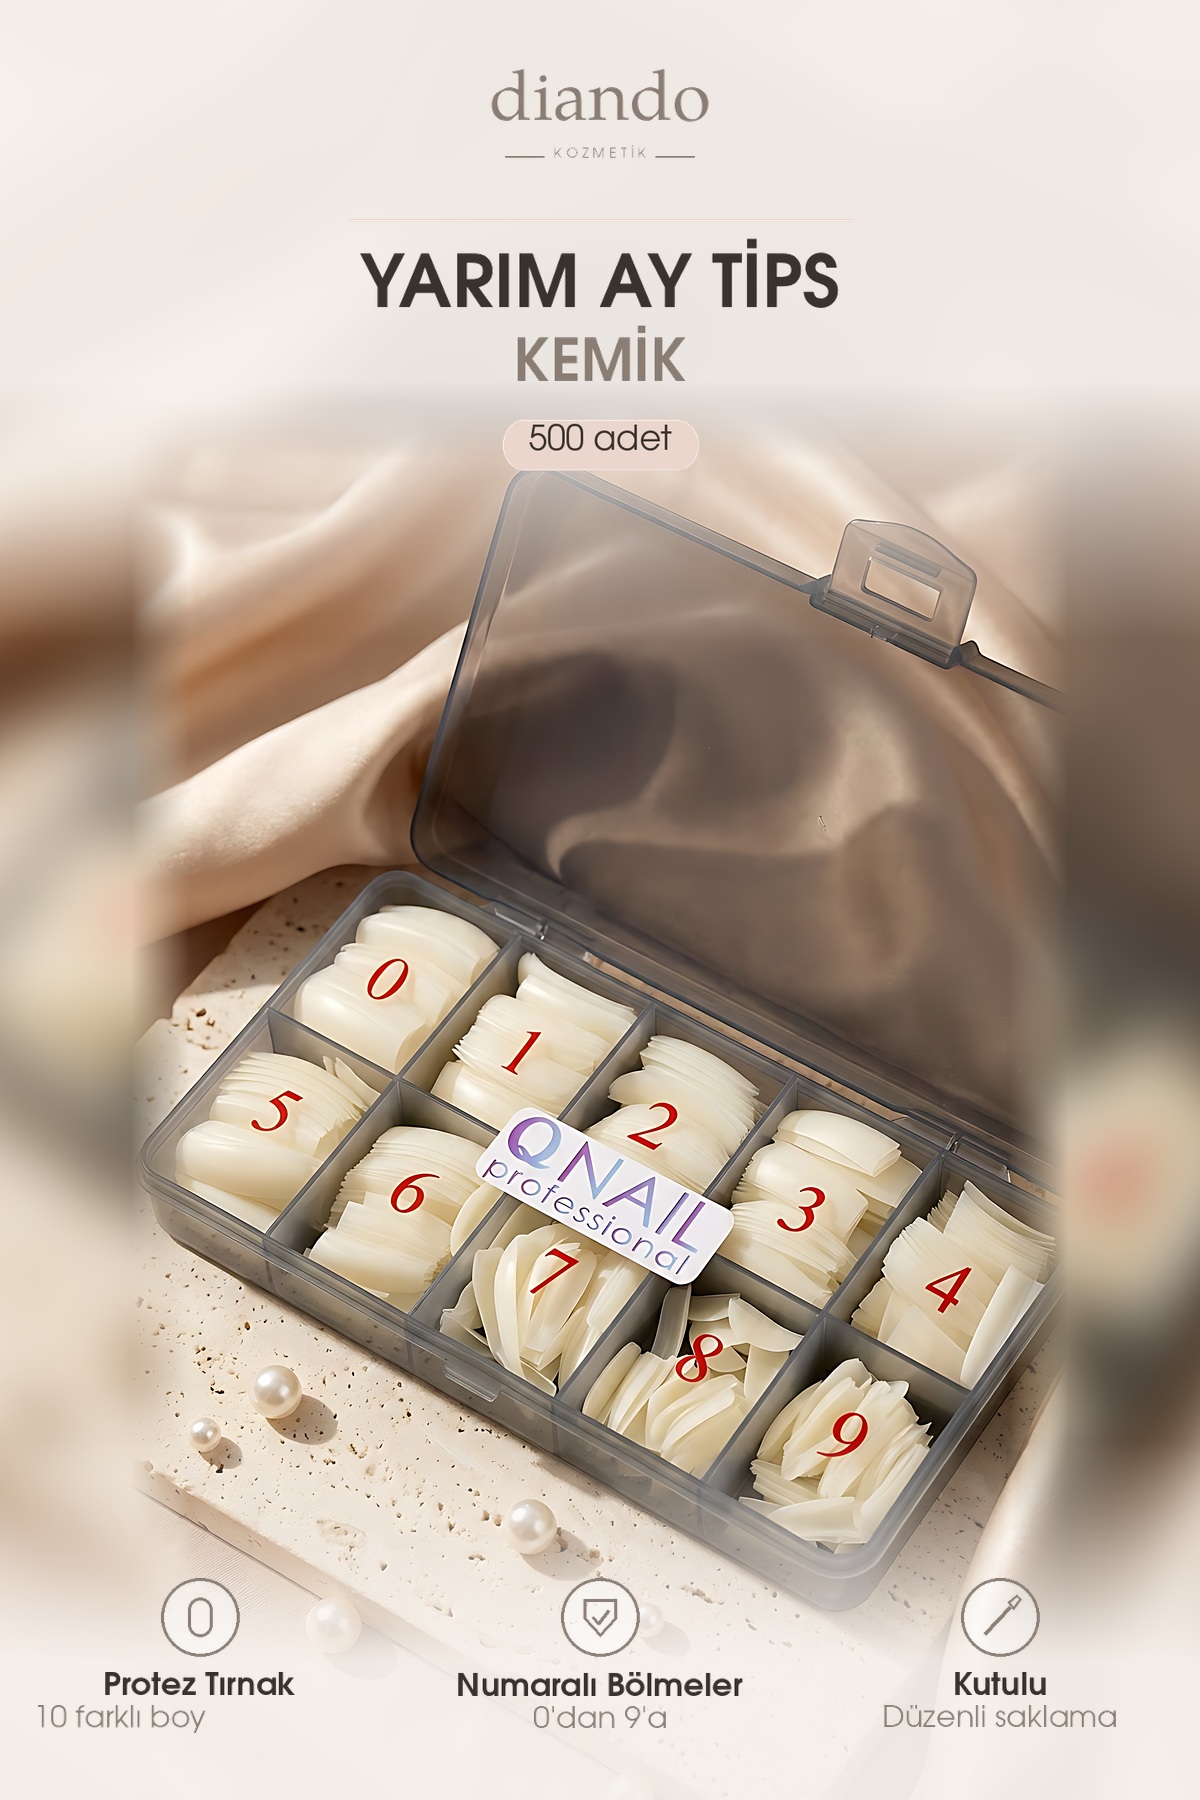 diando
KOZMETİK
YARIM AY TİPS
KEMİK
500 adet
0
1
2
3
4
5
6
7
8
9
QNAIL
professional
Protez Tırnak
10 farklı boy
Numaralı Bölmeler
0'dan 9'a
Kutulu
Düzenli saklama